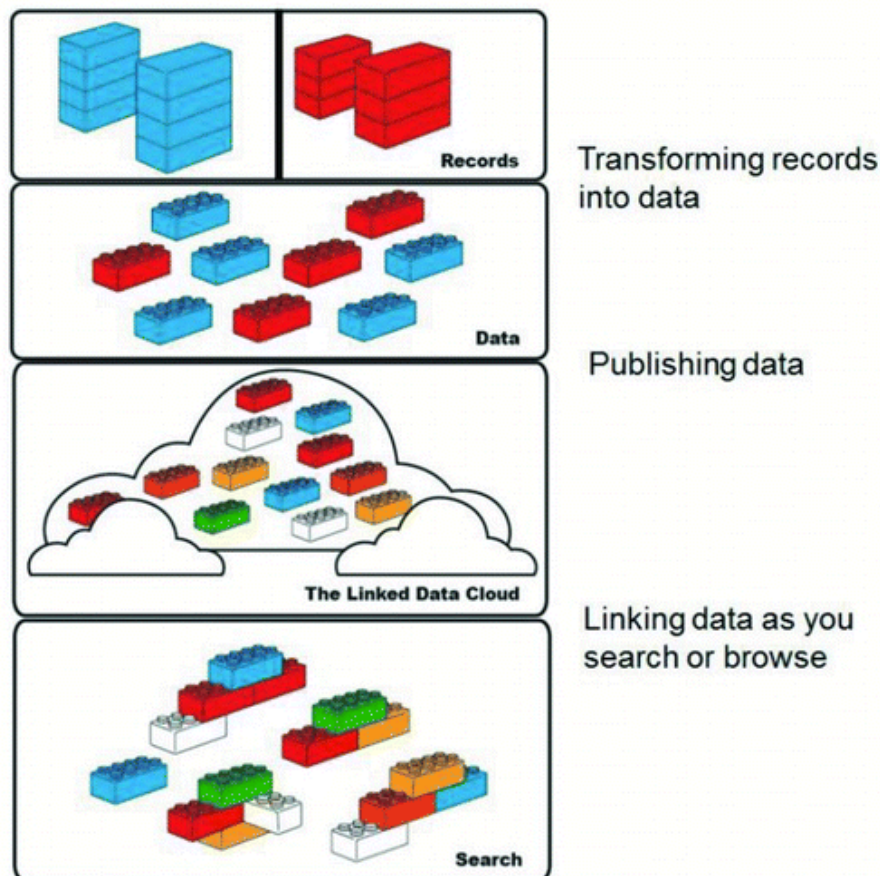 Records
Transforming records
into data
Data
Publishing data
The Linked Data Cloud
Linking data as you
search or browse
Search